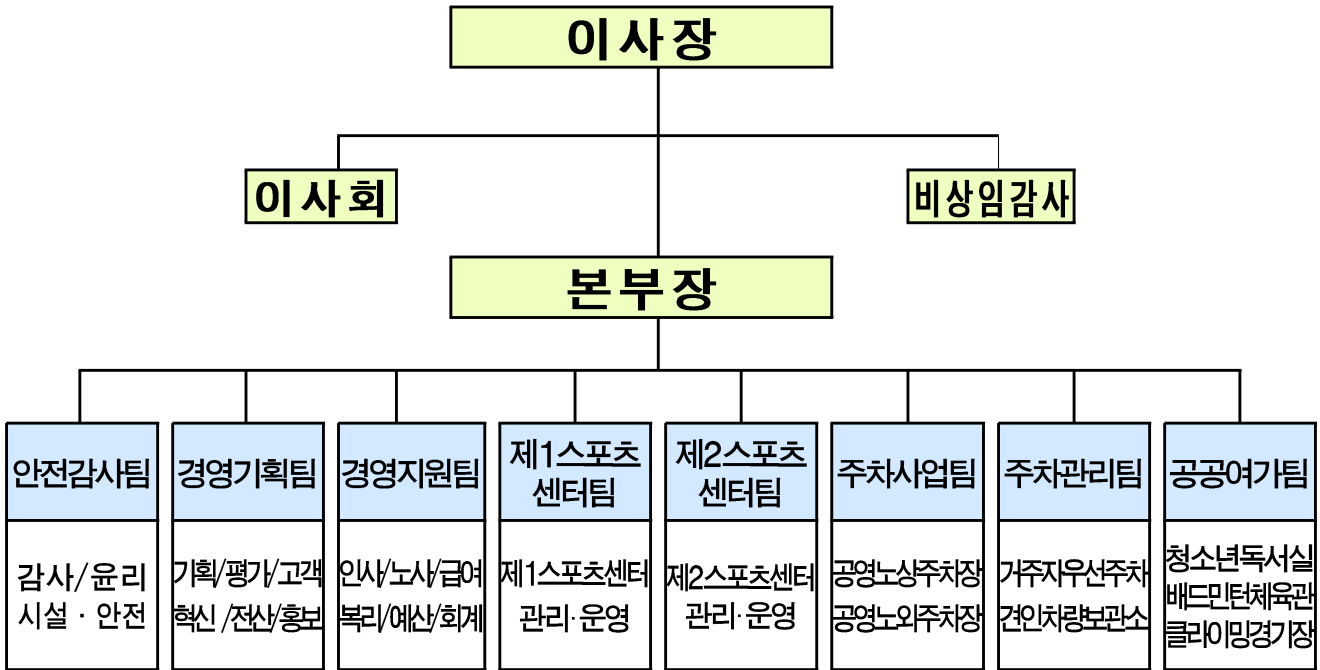 이사장
이사회
비상임감사
본부장
안전감사팀
감사/윤리
시설 · 안전
경영기획팀
기획/평가/고객
혁신 /전산/홍보
경영지원팀
인사/노사/급여
복리/예산/회계
제1스포츠
센터팀
제1스포츠센터
관리·운영
제2스포츠
센터팀
제2스포츠센터
관리·운영
주차사업팀
공영노상주차장
공영노외주차장
주차관리팀
거주자우선주차
견인차량보관소
공공여가팀
청소년독서실
배드민턴체육관
클라이밍경기장